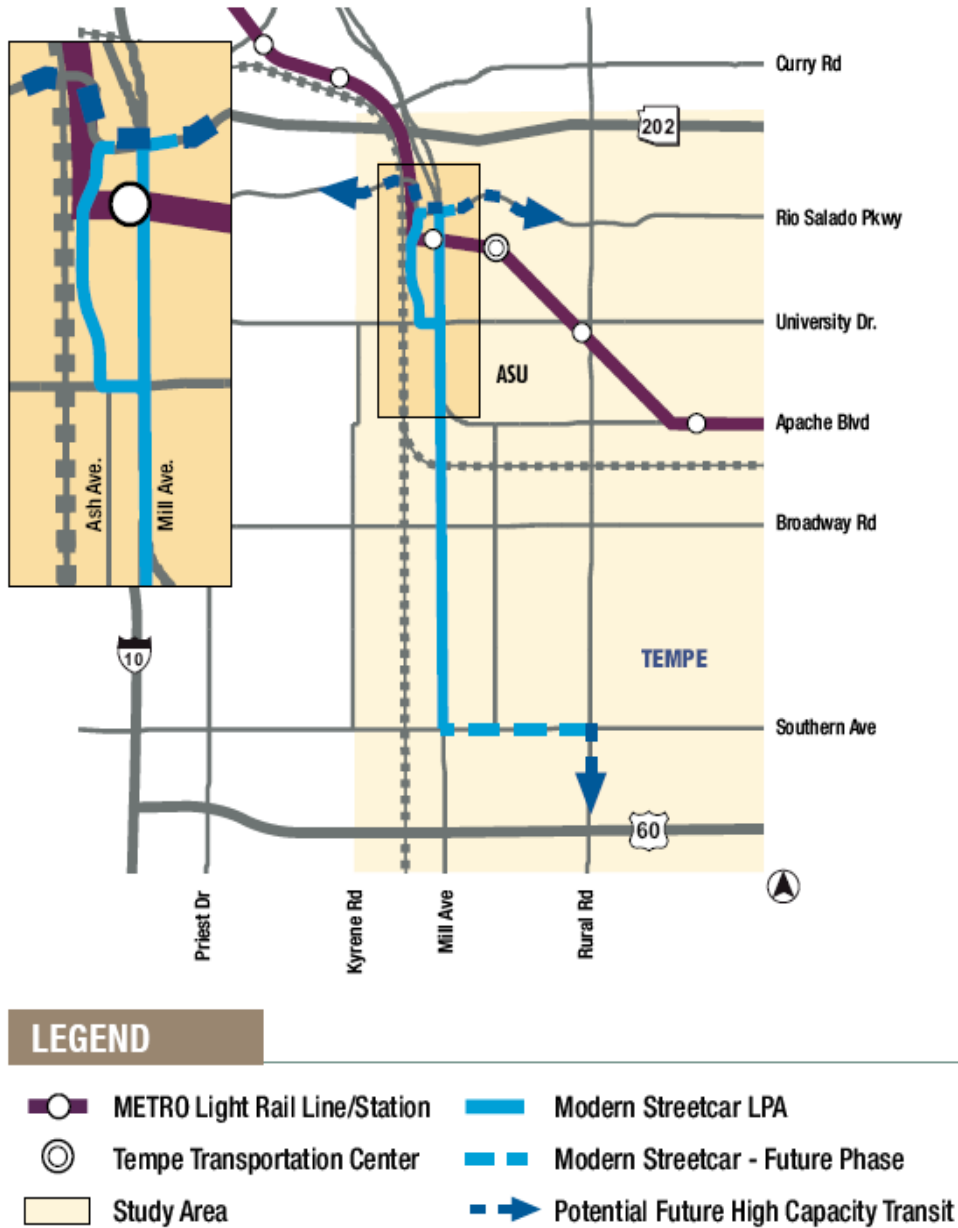 Curry Rd
202
Rio Salado Pkwy
University Dr.
ASU
Apache Blvd
Ash Ave.
Mill Ave.
Broadway Rd
10
TEMPE
Southern Ave
60
Priest Dr
Kyrene Rd
Mill Ave
Rural Rd
LEGEND
METRO Light Rail Line/Station
Modern Streetcar LPA
Tempe Transportation Center
Modern Streetcar - Future Phase
Study Area
Potential Future High Capacity Transit